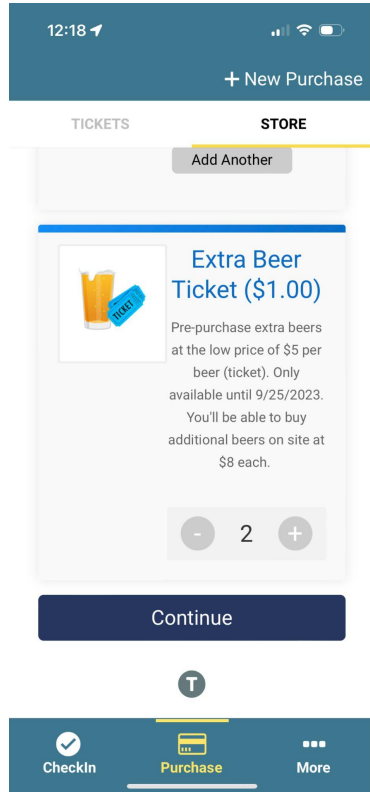 12:18
+ New Purchase
TICKETS
STORE
Add Another
Extra Beer
Ticket ($1.00)
TICKET
Pre-purchase extra beers
at the low price of $5 per
beer (ticket). Only
available until 9/25/2023.
You'll be able to buy
additional beers on site at
$8 each.
- 2 +
Continue
T
CheckIn
Purchase
More